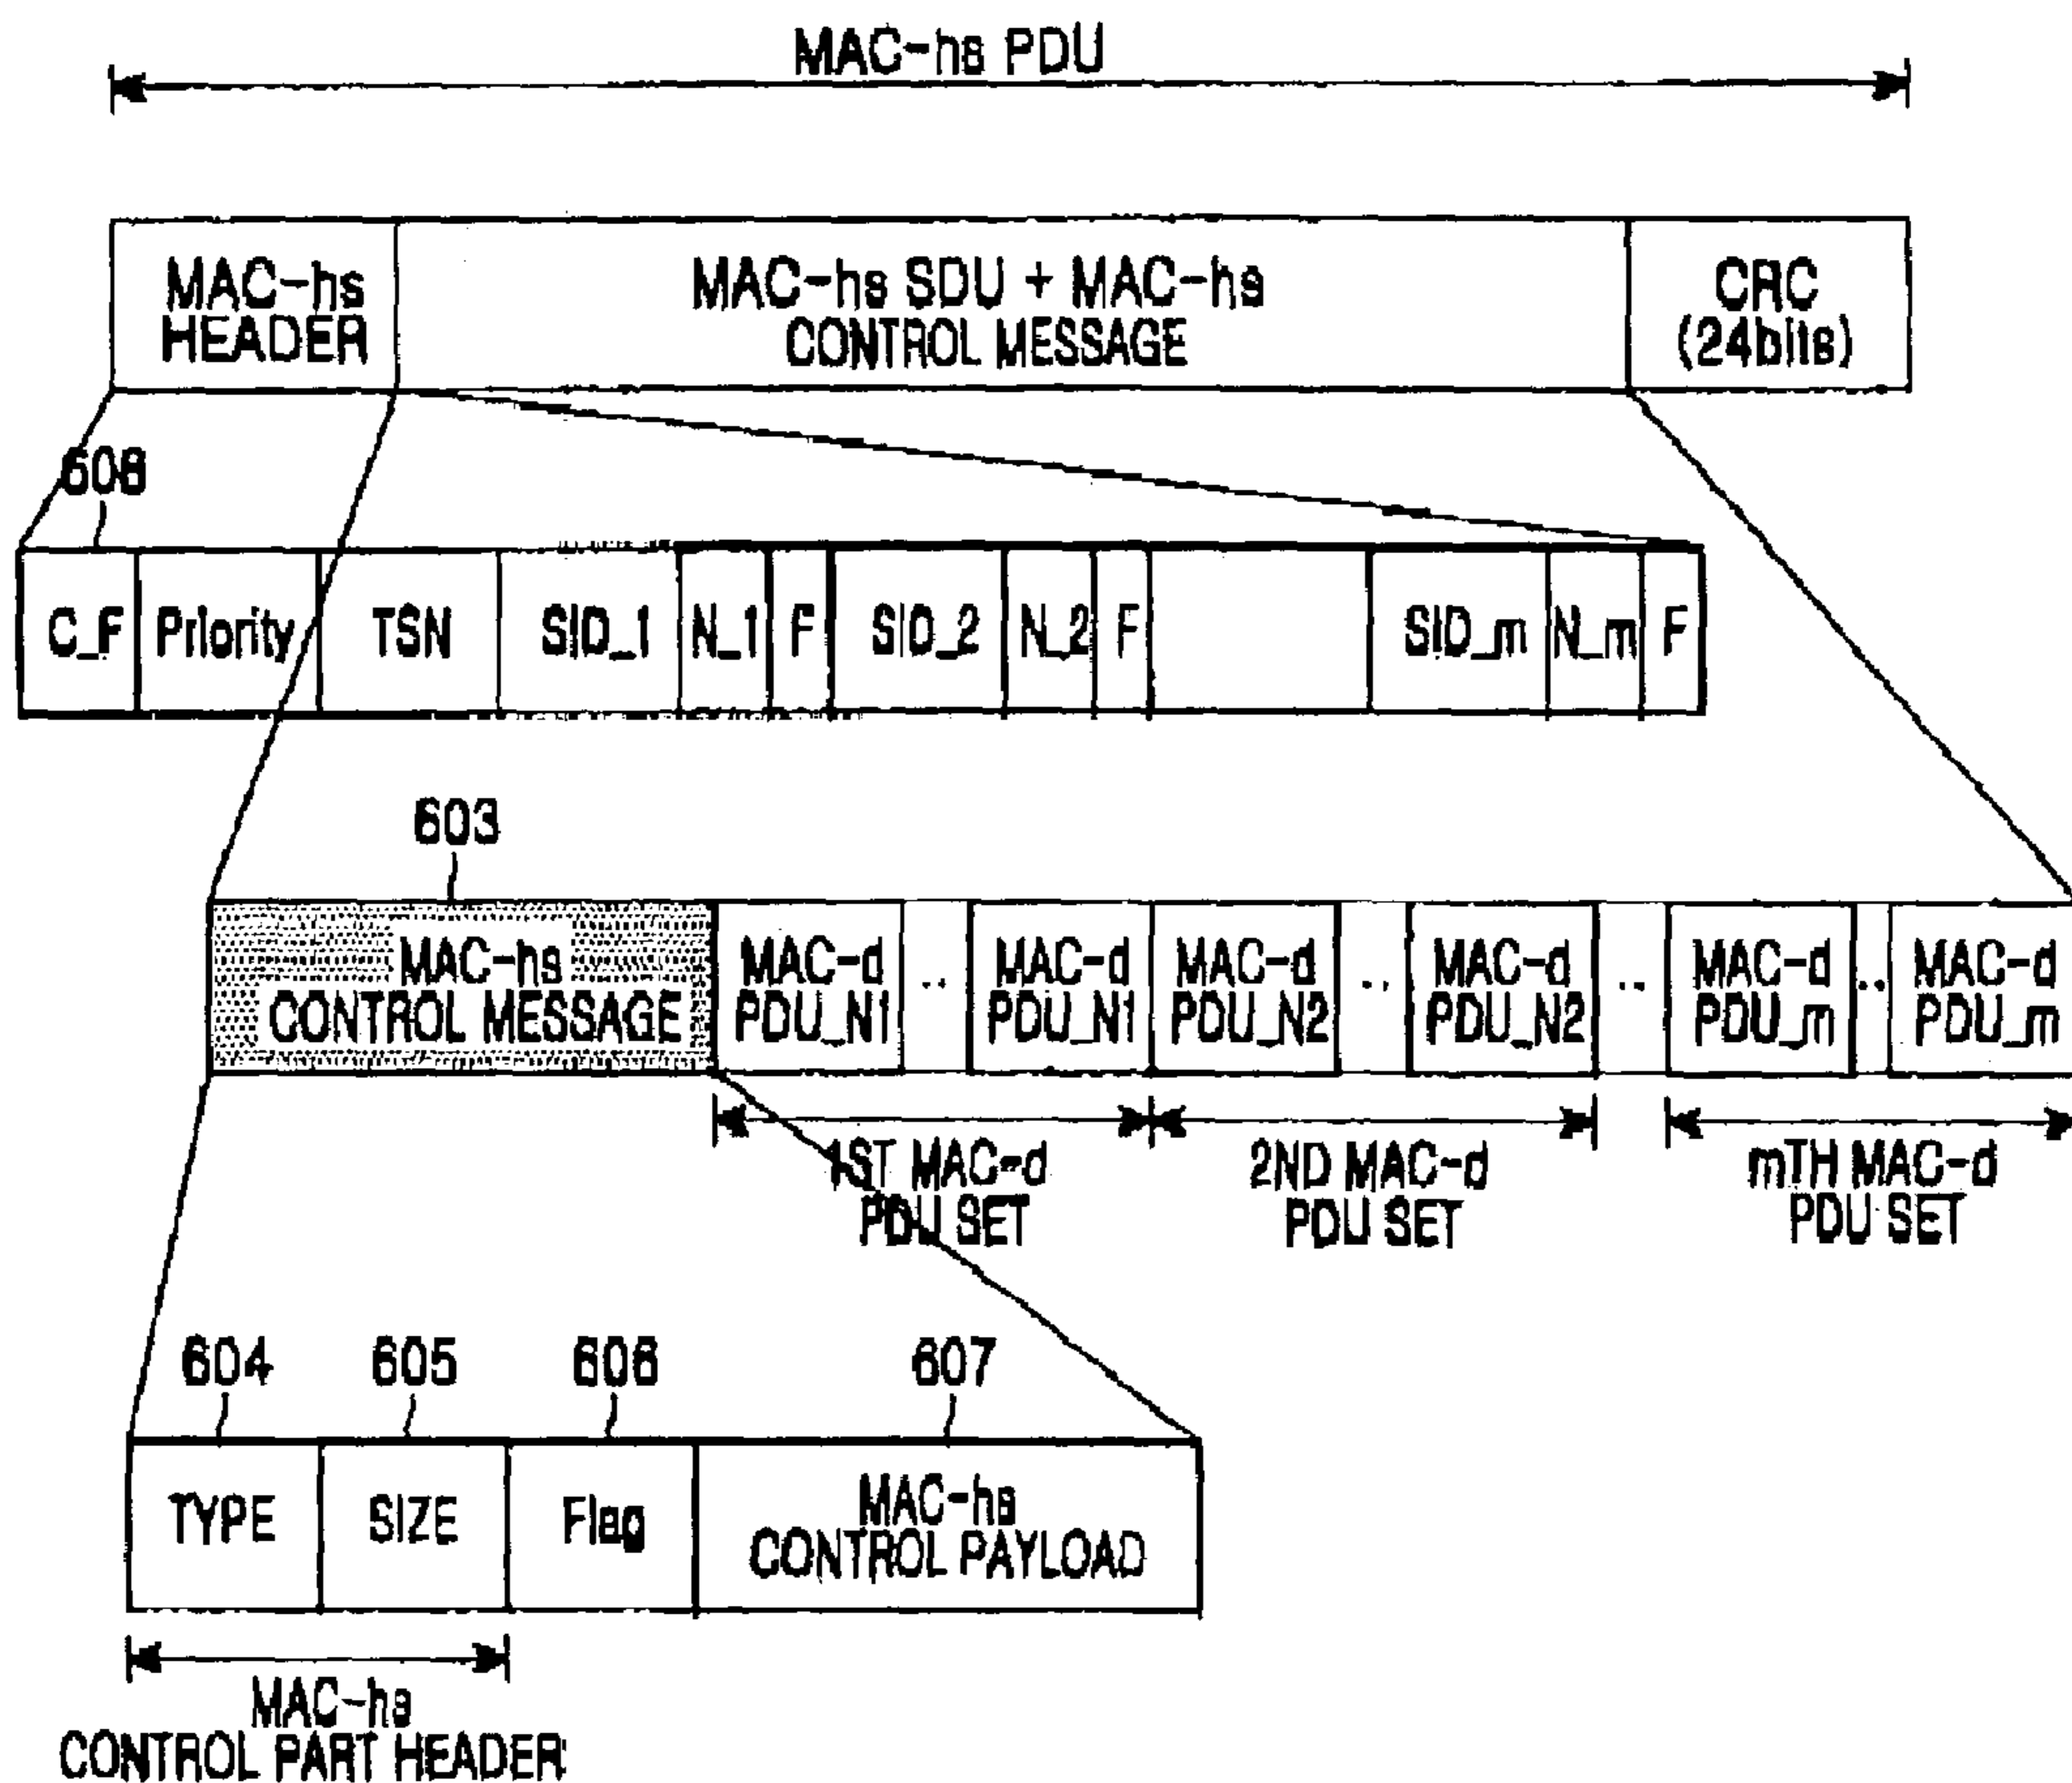 MAC-hs PDU
MAC-hs
HEADER
MAC-hs SDU + MAC-hs
CONTROL MESSAGE
CRC
(24bits)
608
C_F
Priority
TSN
SID_1
N_1
F
SID_2
N_2
F
SID_m
N_m
F
603
MAC-hs
CONTROL MESSAGE
MAC-d
PDU_N1
..
MAC-d
PDU_N1
MAC-d
PDU_N2
..
MAC-d
PDU_N2
..
MAC-d
PDU_m
..
MAC-d
PDU_m
1ST MAC-d
PDU SET
2ND MAC-d
PDU SET
mTH MAC-d
PDU SET
604
605
606
607
TYPE
SIZE
Flag
MAC-hs
CONTROL PAYLOAD
MAC-hs
CONTROL PART HEADER